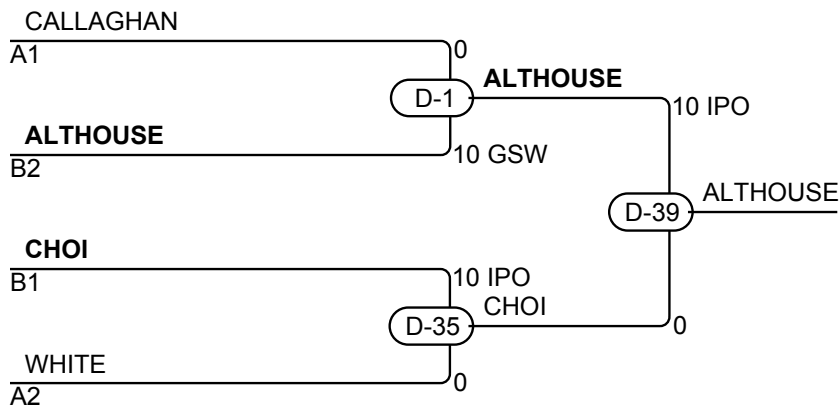 CALLAGHAN
A1
0
D-1
ALTHOUSE
10 IPO
ALTHOUSE
B2
10 GSW
D-39
ALTHOUSE
CHOI
B1
10 IPO
D-35
CHOI
0
WHITE
A2
0